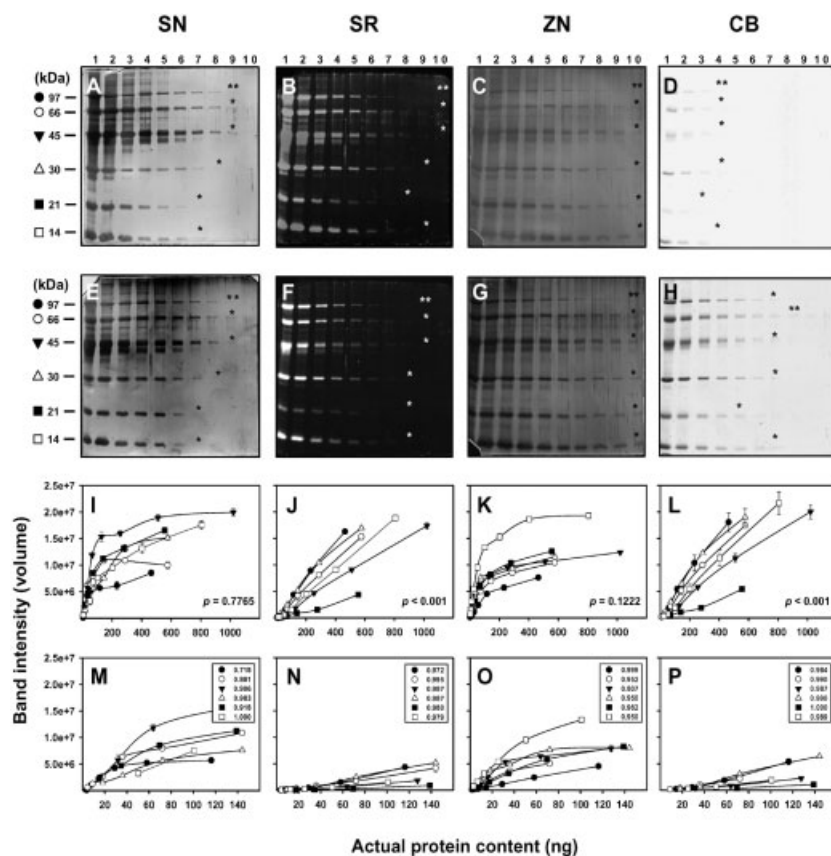 SN SR ZN CB
1 2 3 4 5 6 7 8 9 10 1 2 3 4 5 6 7 8 9 10 1 2 3 4 5 6 7 8 9 10 1 2 3 4 5 6 7 8 9 10
(kDa) A B C D
97 ** ** ** **
66 * * * *
45 * * * *
30 * * * *
21 * * * *
14 * * * *
(kDa) E F G H
97 ** ** ** *
66 * * * **
45 * * * *
30 * * * *
21 * * * *
14 * * * *
Band intensity (volume)
2.5e+7 I J K L
2.0e+7
1.5e+7
1.0e+7
5.0e+6
p = 0.7765 p < 0.001 p = 0.1222 p < 0.001
200 400 600 800 1000 200 400 600 800 1000 200 400 600 800 1000 200 400 600 800 1000
2.0e+7 M N O P
1.5e+7
1.0e+7
5.0e+6
0 20 40 60 80 100 120 140 0 20 40 60 80 100 120 140 0 20 40 60 80 100 120 140 0 20 40 60 80 100 120 140
Actual protein content (ng)